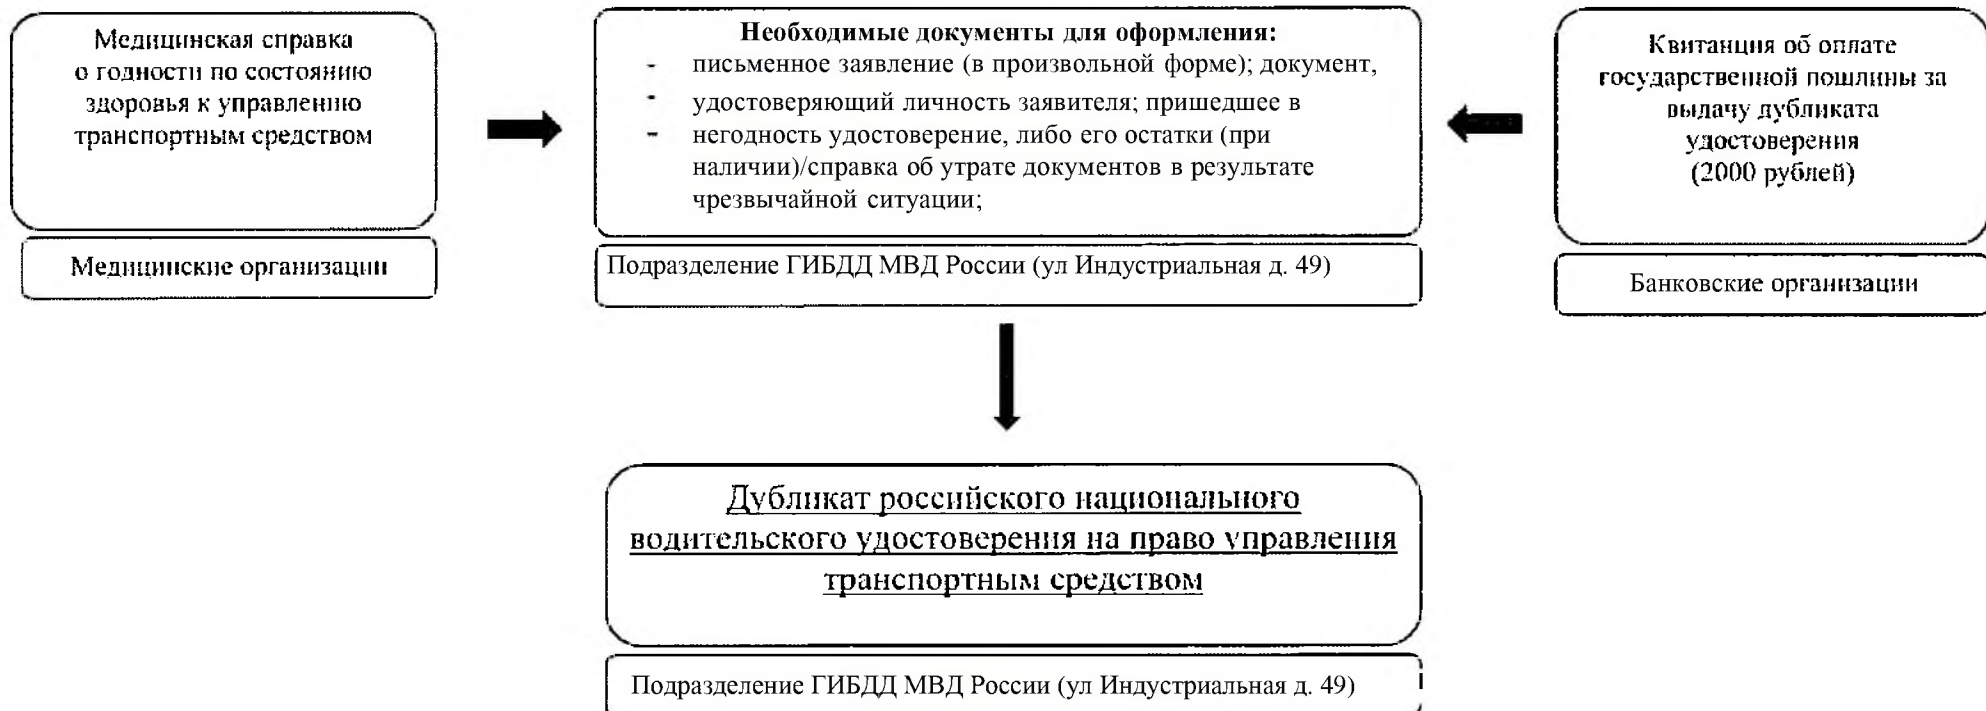 Медицинская справка
о годности по состоянию
здоровья к управлению
транспортным средством
Медицинские организации
Необходимые документы для оформления:
- письменное заявление (в произвольной форме); документ,
- удостоверяющий личность заявителя; пришедшее в
- негодность удостоверение, либо его остатки (при
наличии)/справка об утрате документов в результате
чрезвычайной ситуации;
Подразделение ГИБДД МВД России (ул Индустриальная д. 49)
Квитанция об оплате
государственной пошлины за
выдачу дубликата
удостоверения
(2000 рублей)
Банковские организации
Дубликат российского национального
водительского удостоверения на право управления
транспортным средством
Подразделение ГИБДД МВД России (ул Индустриальная д. 49)